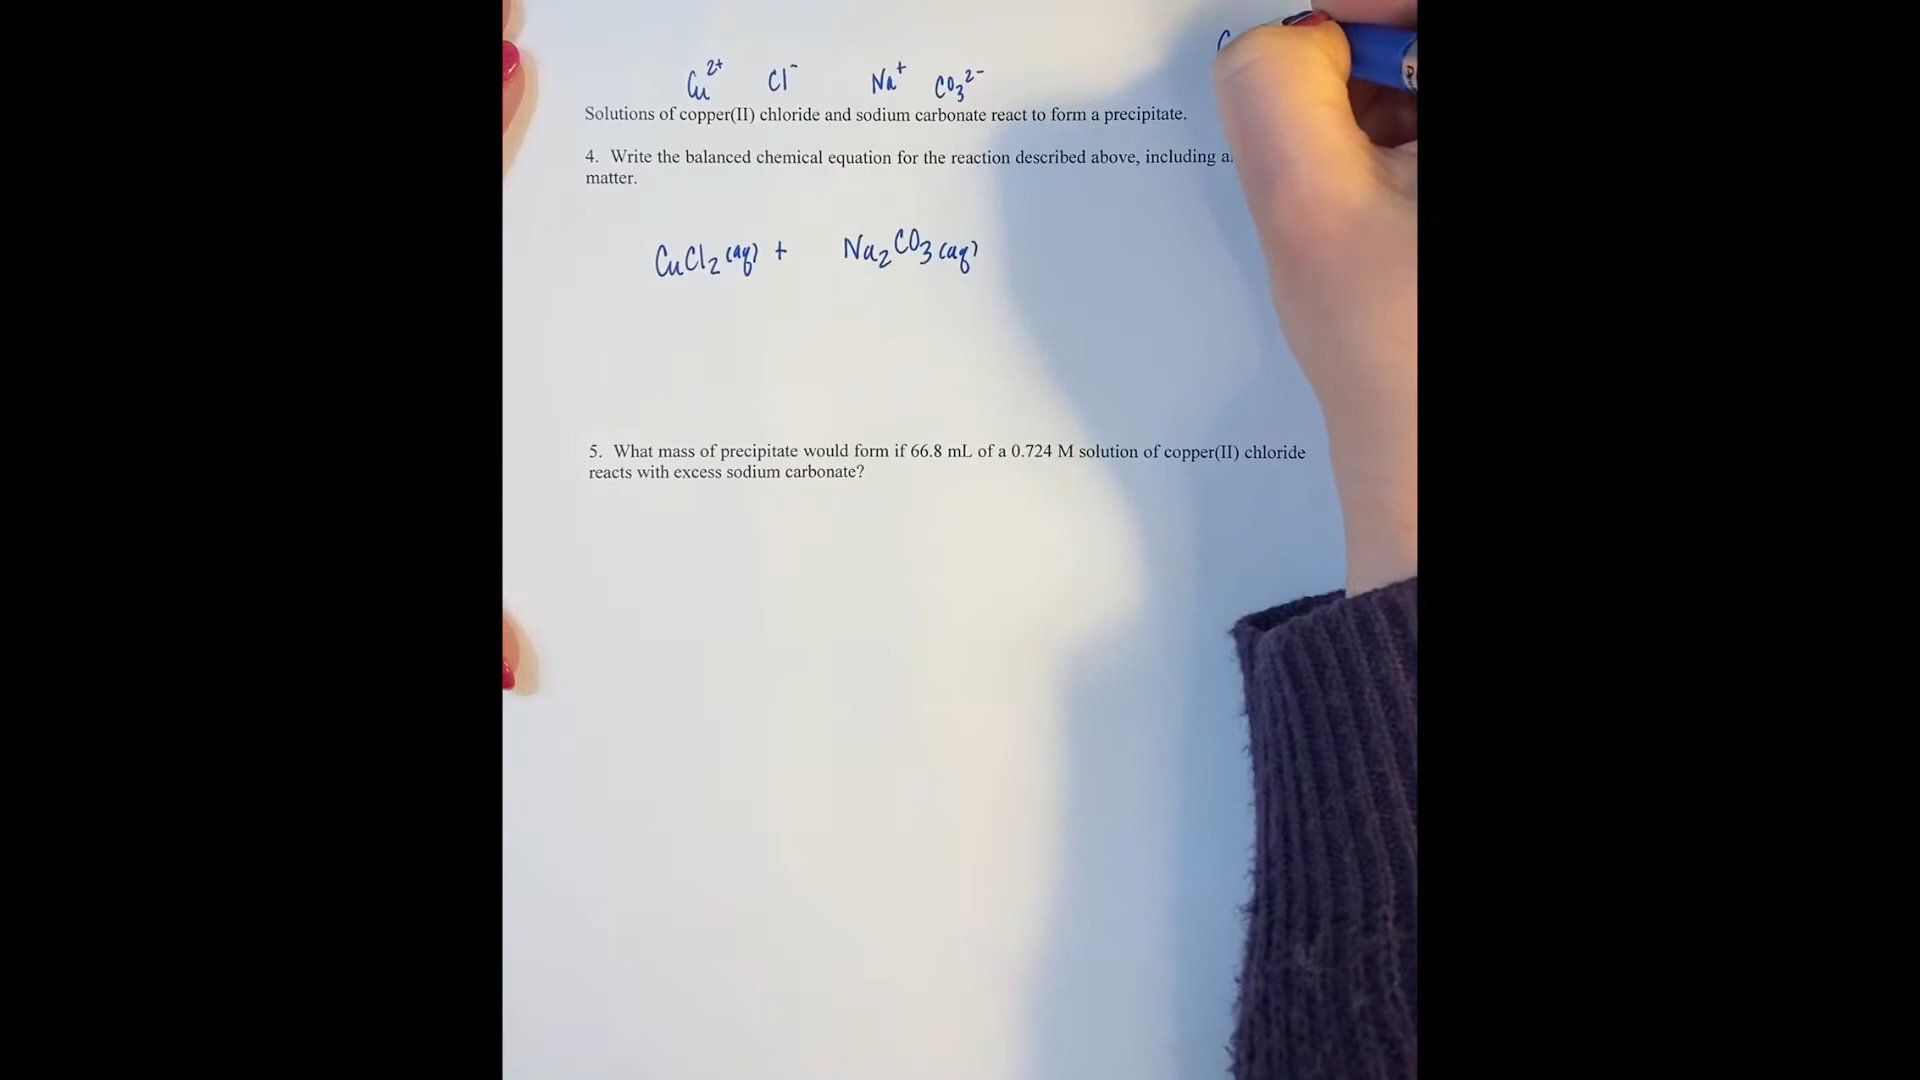 Cu²⁺ Cl⁻ Na⁺ CO₃²⁻
Solutions of copper(II) chloride and sodium carbonate react to form a precipitate.
4. Write the balanced chemical equation for the reaction described above, including
matter.
CuCl₂ (aq) + Na₂CO₃ (aq)
5. What mass of precipitate would form if 66.8 mL of a 0.724 M solution of copper(II) chloride
reacts with excess sodium carbonate?